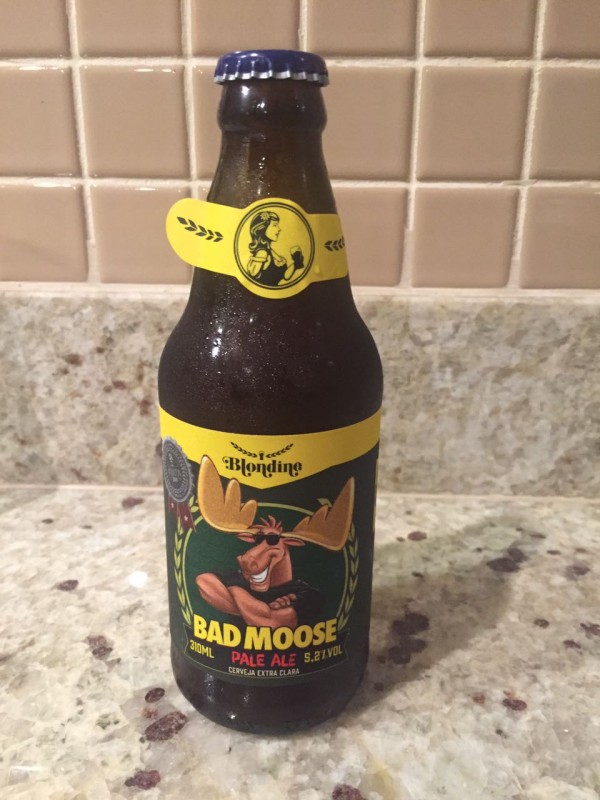 Blondine
BAD MOOSE
310ML
PALE ALE
5,2%VOL
CERVEJA EXTRA CLARA